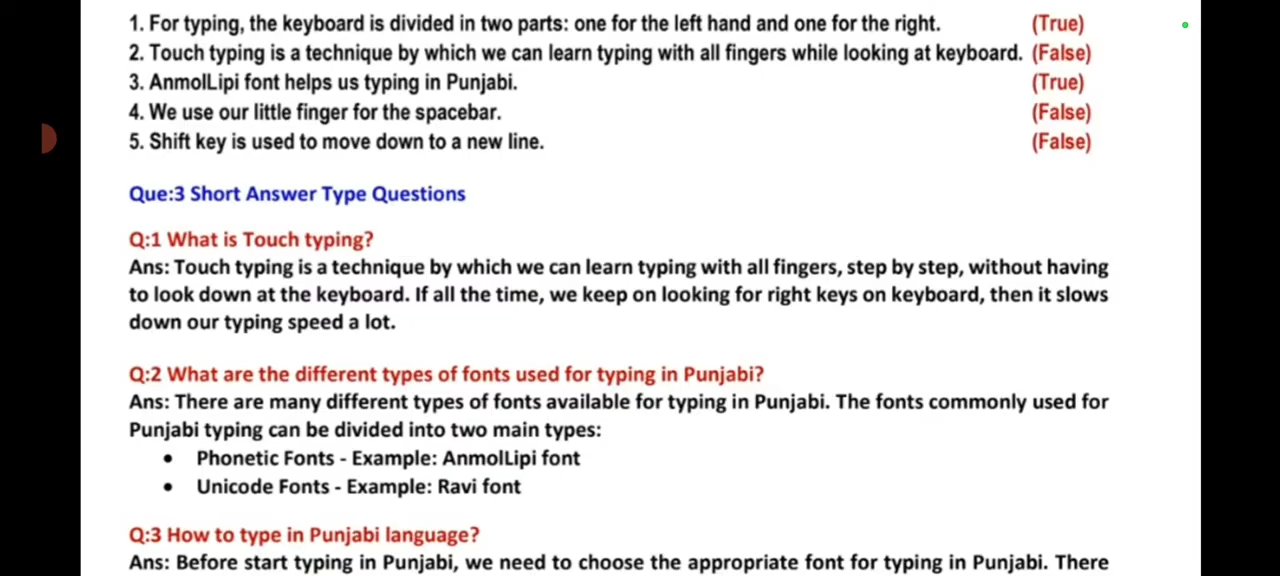 1. For typing, the keyboard is divided in two parts: one for the left hand and one for the right. (True)
2. Touch typing is a technique by which we can learn typing with all fingers while looking at keyboard. (False)
3. AnmolLipi font helps us typing in Punjabi. (True)
4. We use our little finger for the spacebar. (False)
5. Shift key is used to move down to a new line. (False)
Que:3 Short Answer Type Questions
Q:1 What is Touch typing?
Ans: Touch typing is a technique by which we can learn typing with all fingers, step by step, without having
to look down at the keyboard. If all the time, we keep on looking for right keys on keyboard, then it slows
down our typing speed a lot.
Q:2 What are the different types of fonts used for typing in Punjabi?
Ans: There are many different types of fonts available for typing in Punjabi. The fonts commonly used for
Punjabi typing can be divided into two main types:
• Phonetic Fonts - Example: AnmolLipi font
• Unicode Fonts - Example: Ravi font
Q:3 How to type in Punjabi language?
Ans: Before start typing in Punjabi, we need to choose the appropriate font for typing in Punjabi. There